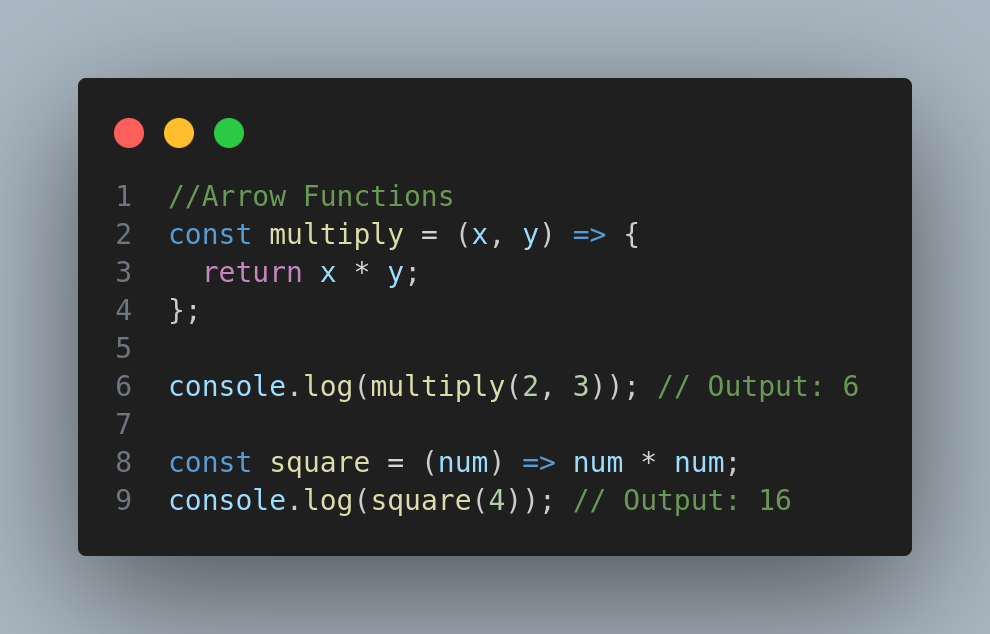 1 //Arrow Functions
2 const multiply = (x, y) => {
3   return x * y;
4 };
5
6 console.log(multiply(2, 3)); // Output: 6
7
8 const square = (num) => num * num;
9 console.log(square(4)); // Output: 16